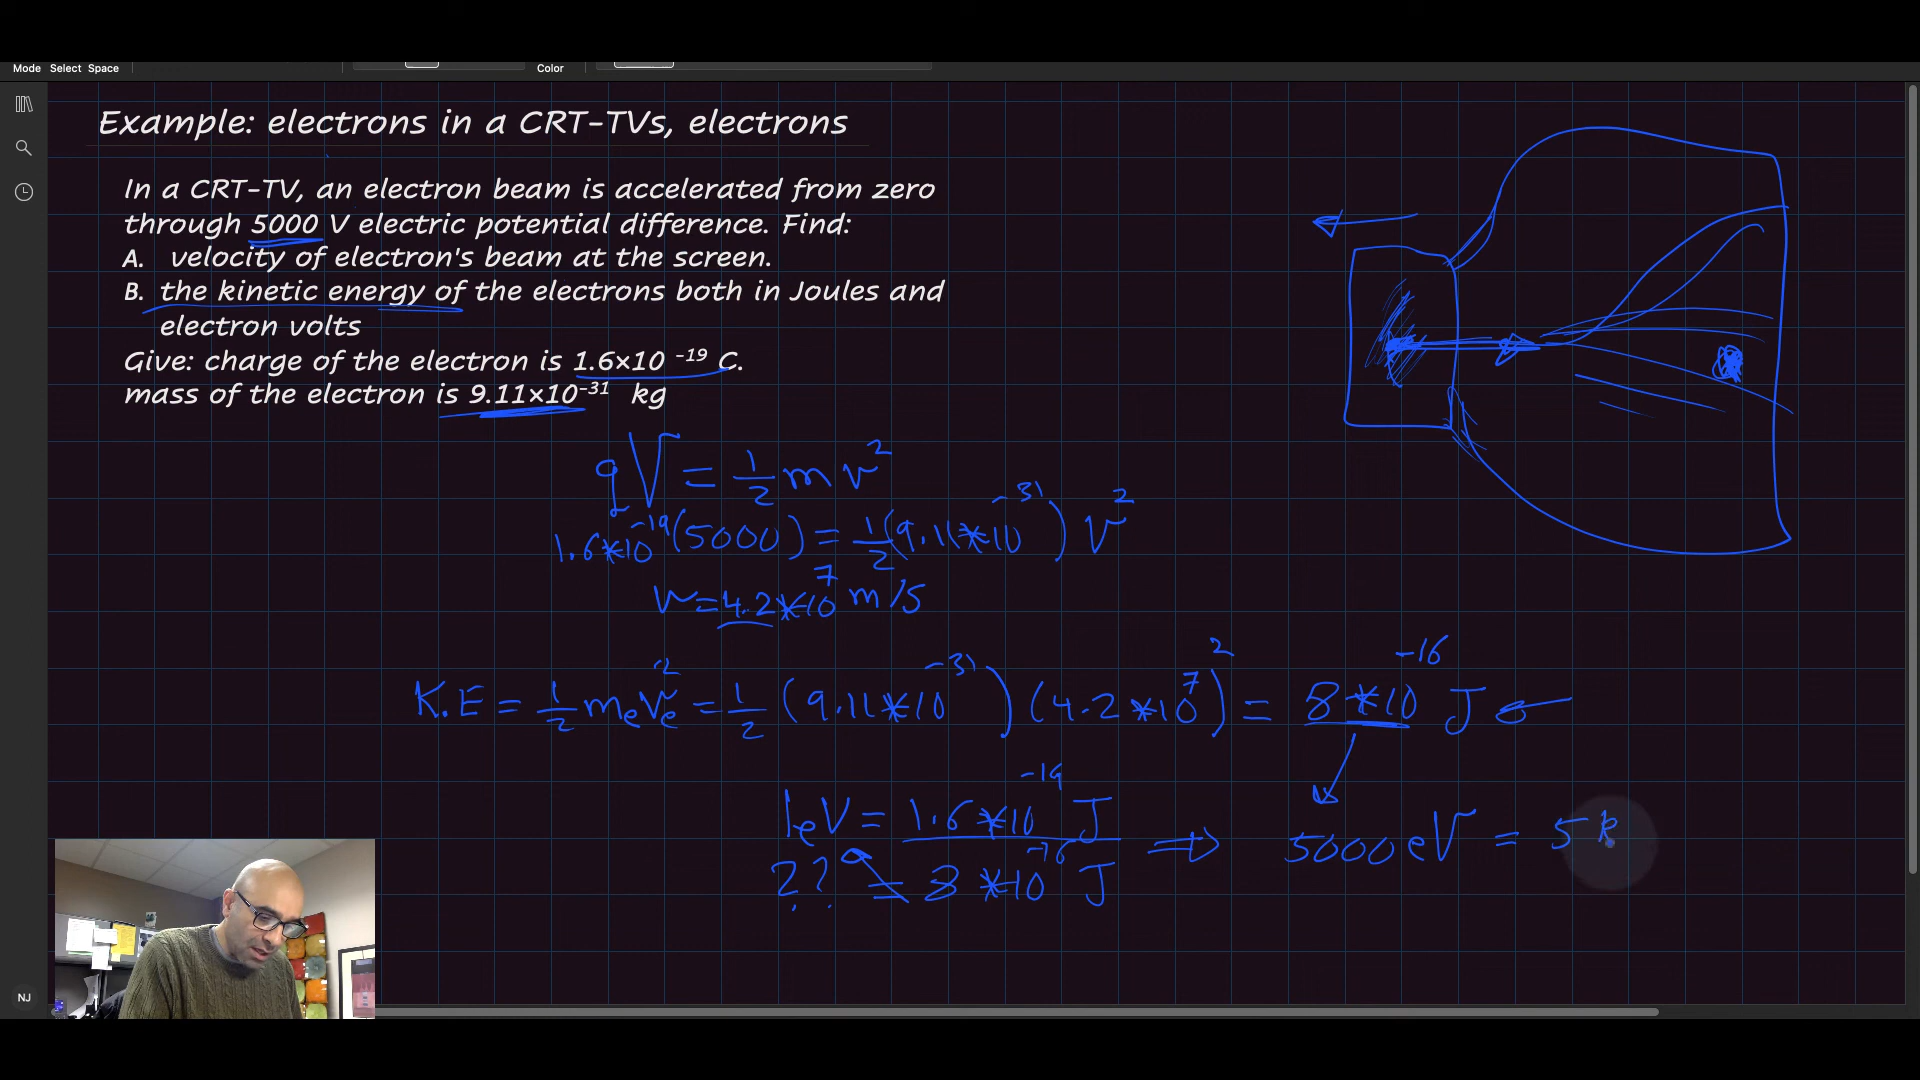 Mode Select Space Color
Example: electrons in a CRT-TVs, electrons
In a CRT-TV, an electron beam is accelerated from zero
through 5000 V electric potential difference. Find:
A. velocity of electron's beam at the screen.
B. the kinetic energy of the electrons both in Joules and
electron volts
Give: charge of the electron is 1.6×10⁻¹⁹ C.
mass of the electron is 9.11×10⁻³¹ kg
qV = 1/2 m v²
1.6*10⁻¹⁹(5000) = 1/2 (9.11*10⁻³¹) V²
v = 4.2*10⁷ m/s
K.E = 1/2 mₑVₑ² = 1/2 (9.11*10⁻³¹)(4.2*10⁷)² = 8*10⁻¹⁶ J
1eV = 1.6*10⁻¹⁹ J
?? = 8*10⁻¹⁶ J ⇒ 5000 eV = 5 k
NJ